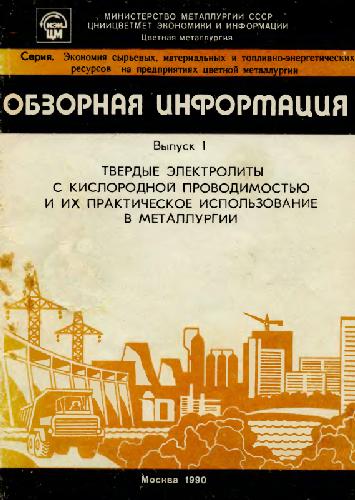 МИНИСТЕРСТВО МЕТАЛЛУРГИИ СССР
ЦНИИЦВЕТМЕТ ЭКОНОМИКИ И ИНФОРМАЦИИ
Цветная металлургия
ЦМ
Серия. Экономия сырьевых, материальных и топливно-энергетических
ресурсов на предприятиях цветной металлургии
ОБЗОРНАЯ ИНФОРМАЦИЯ
Выпуск I
ТВЕРДЫЕ ЭЛЕКТРОЛИТЫ
С КИСЛОРОДНОЙ ПРОВОДИМОСТЬЮ
И ИХ ПРАКТИЧЕСКОЕ ИСПОЛЬЗОВАНИЕ
В МЕТАЛЛУРГИИ
Москва 1990